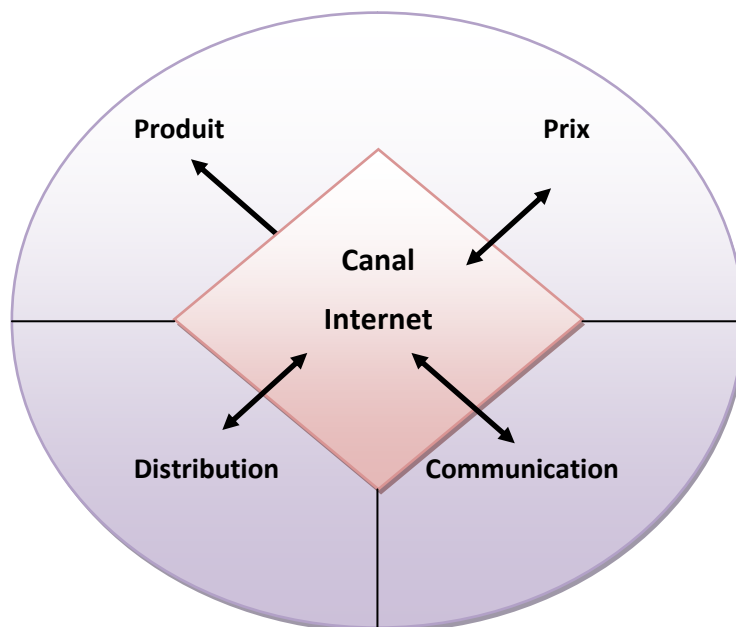 Produit
Prix
Canal
Internet
Distribution
Communication